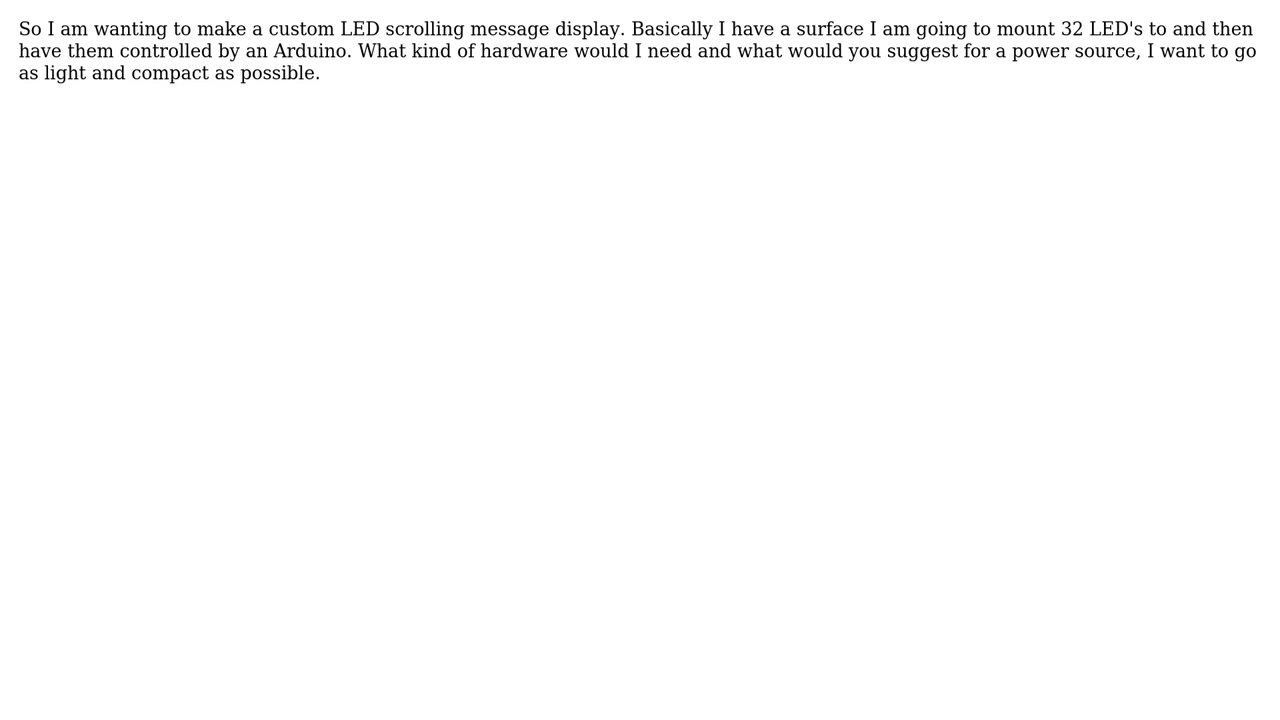 So I am wanting to make a custom LED scrolling message display. Basically I have a surface I am going to mount 32 LED's to and then
have them controlled by an Arduino. What kind of hardware would I need and what would you suggest for a power source, I want to go
as light and compact as possible.